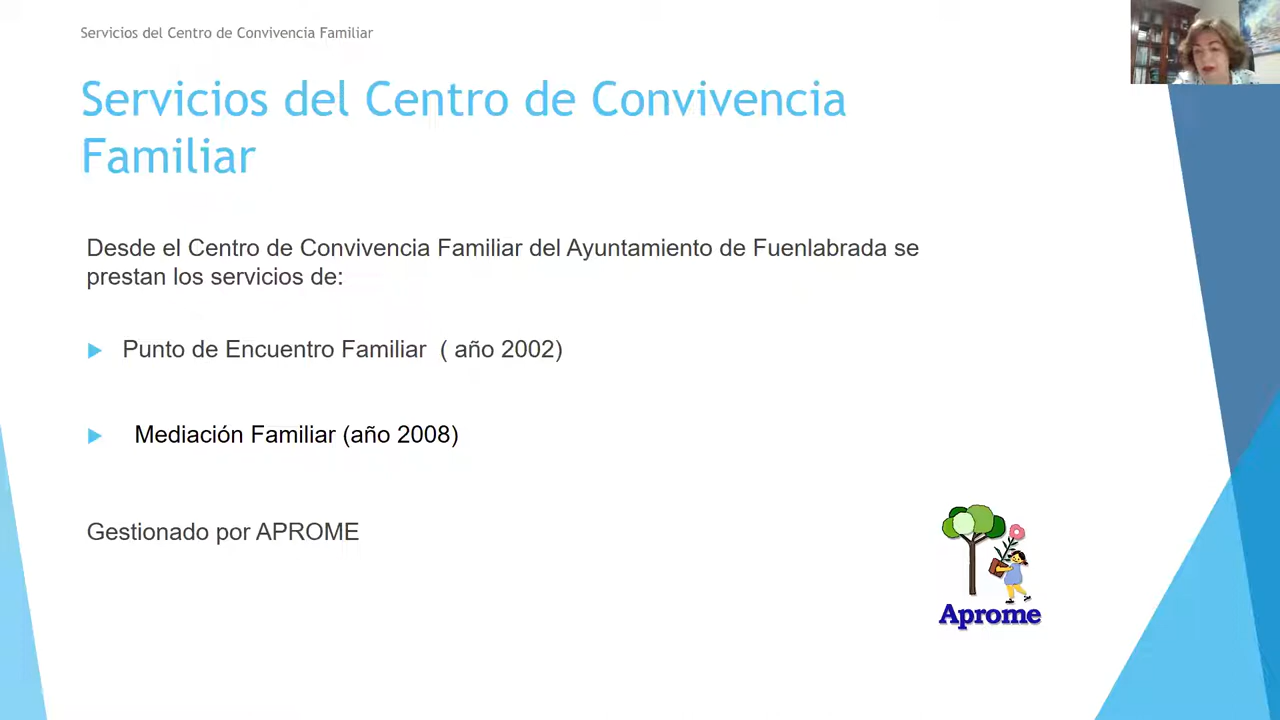 Servicios del Centro de Convivencia Familiar
Servicios del Centro de Convivencia
Familiar
Desde el Centro de Convivencia Familiar del Ayuntamiento de Fuenlabrada se
prestan los servicios de:
Punto de Encuentro Familiar ( año 2002)
Mediación Familiar (año 2008)
Gestionado por APROME
Aprome